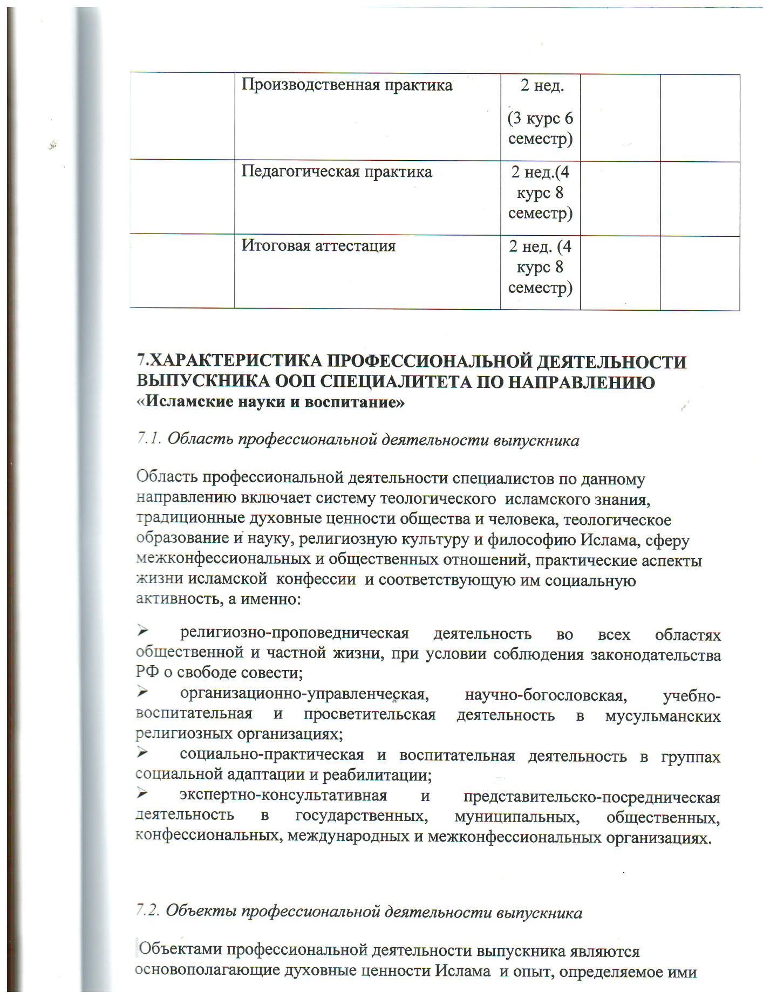 Производственная практика
2 нед.
(3 курс 6
семестр)
Педагогическая практика
2 нед.(4
курс 8
семестр)
Итоговая аттестация
2 нед. (4
курс 8
семестр)
7.ХАРАКТЕРИСТИКА ПРОФЕССИОНАЛЬНОЙ ДЕЯТЕЛЬНОСТИ
ВЫПУСКНИКА ООП СПЕЦИАЛИТЕТА ПО НАПРАВЛЕНИЮ
«Исламские науки и воспитание»
7.1. Область профессиональной деятельности выпускника
Область профессиональной деятельности специалистов по данному
направлению включает систему теологического исламского знания,
традиционные духовные ценности общества и человека, теологическое
образование и науку, религиозную культуру и философию Ислама, сферу
межконфессиональных и общественных отношений, практические аспекты
жизни исламской конфессии и соответствующую им социальную
активность, а именно:
➢ религиозно-проповедническая деятельность во всех областях
общественной и частной жизни, при условии соблюдения законодательства
РФ о свободе совести;
➢ организационно-управленческая, научно-богословская, учебно-
воспитательная и просветительская деятельность в мусульманских
религиозных организациях;
➢ социально-практическая и воспитательная деятельность в группах
социальной адаптации и реабилитации;
➢ экспертно-консультативная и представительско-посредническая
деятельность в государственных, муниципальных, общественных,
конфессиональных, международных и межконфессиональных организациях.
7.2. Объекты профессиональной деятельности выпускника
Объектами профессиональной деятельности выпускника являются
основополагающие духовные ценности Ислама и опыт, определяемое ими